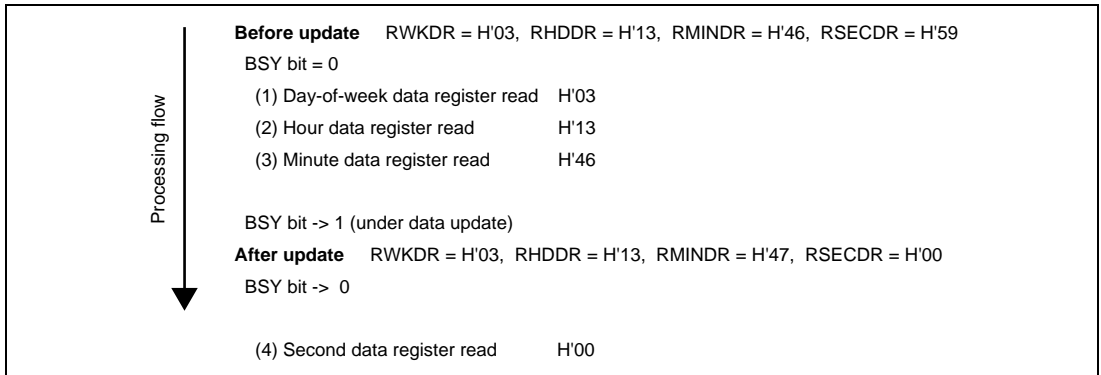 Processing flow
Before update RWKDR = H'03, RHDDR = H'13, RMINDR = H'46, RSECDR = H'59
BSY bit = 0
(1) Day-of-week data register read H'03
(2) Hour data register read H'13
(3) Minute data register read H'46
BSY bit -> 1 (under data update)
After update RWKDR = H'03, RHDDR = H'13, RMINDR = H'47, RSECDR = H'00
BSY bit -> 0
(4) Second data register read H'00